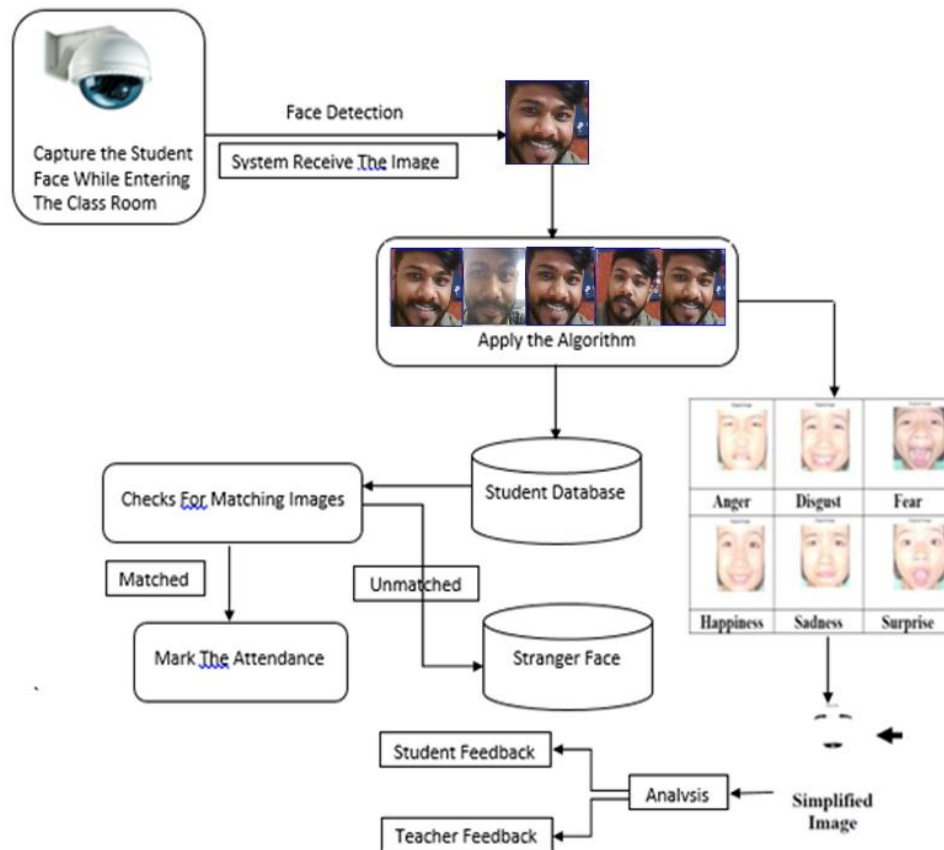 Capture the Student
Face While Entering
The Class Room
Face Detection
System Receive The Image
Apply the Algorithm
Student Database
Checks For Matching Images
Matched
Unmatched
Mark The Attendance
Stranger Face
Anger
Disgust
Fear
Happiness
Sadness
Surprise
Simplified
Image
Analvsis
Student Feedback
Teacher Feedback